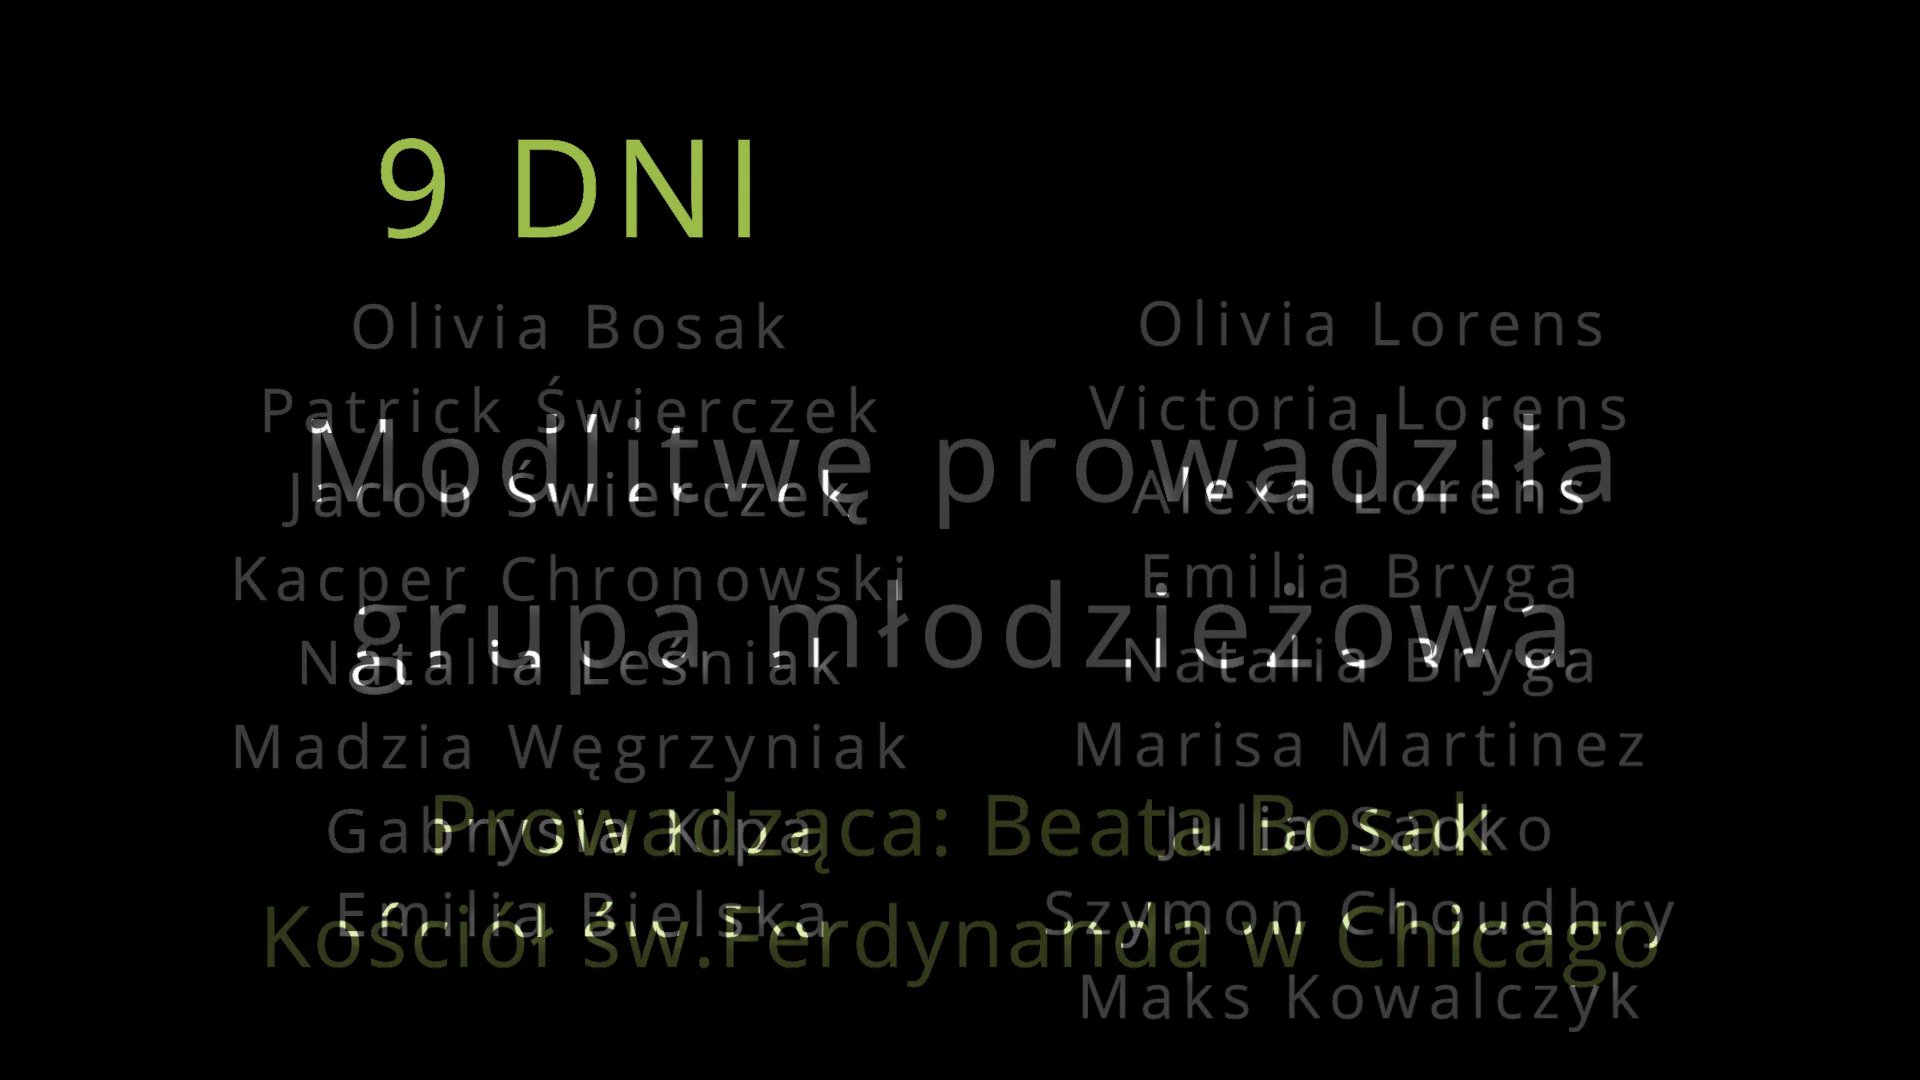 9 DNI
Olivia Bosak
Patrick Świerczek
Jacob Świerczek
Kacper Chronowski
Natalia Leśniak
Madzia Węgrzyniak
Gabrysia Kipa
Emilia Bielska
Olivia Lorens
Victoria Lorens
Alexa Lorens
Emilia Bryga
Natalia Bryga
Marisa Martinez
Julia Sadko
Szymon Choudhry
Maks Kowalczyk
Modlitwę prowadziła
grupa młodzieżowa
Prowadząca: Beata Bosak
Kościół św.Ferdynanda w Chicago